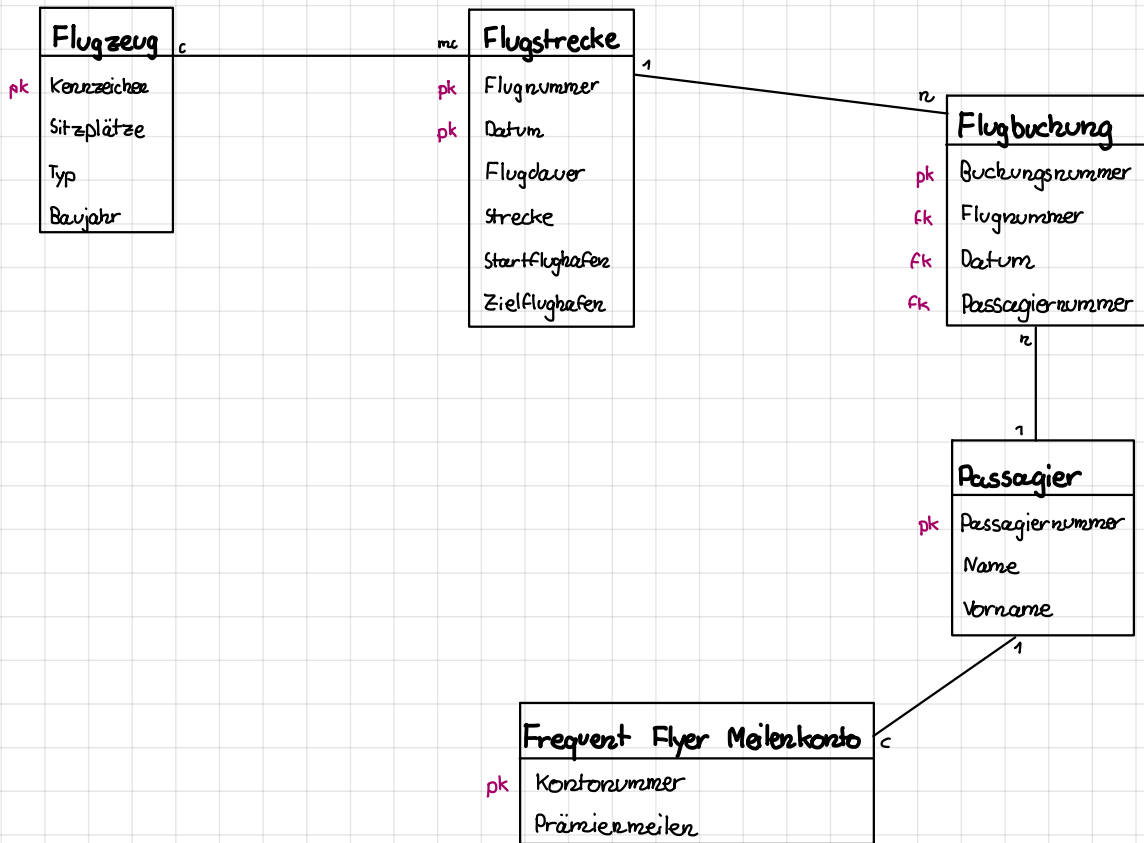 Flugzeug
c
pk Kennzeichen
Sitzplätze
Typ
Baujahr
mc
Flugstrecke
1
pk Flugnummer
pk Datum
Flugdauer
Strecke
Startflughafen
Zielflughafen
n
Flugbuchung
pk Buchungsnummer
fk Flugnummer
fk Datum
fk Passagiernummer
n
1
Passagier
pk Passagiernummer
Name
Vorname
1
Frequent Flyer Meilenkonto
c
pk Kontonummer
Prämienmeilen